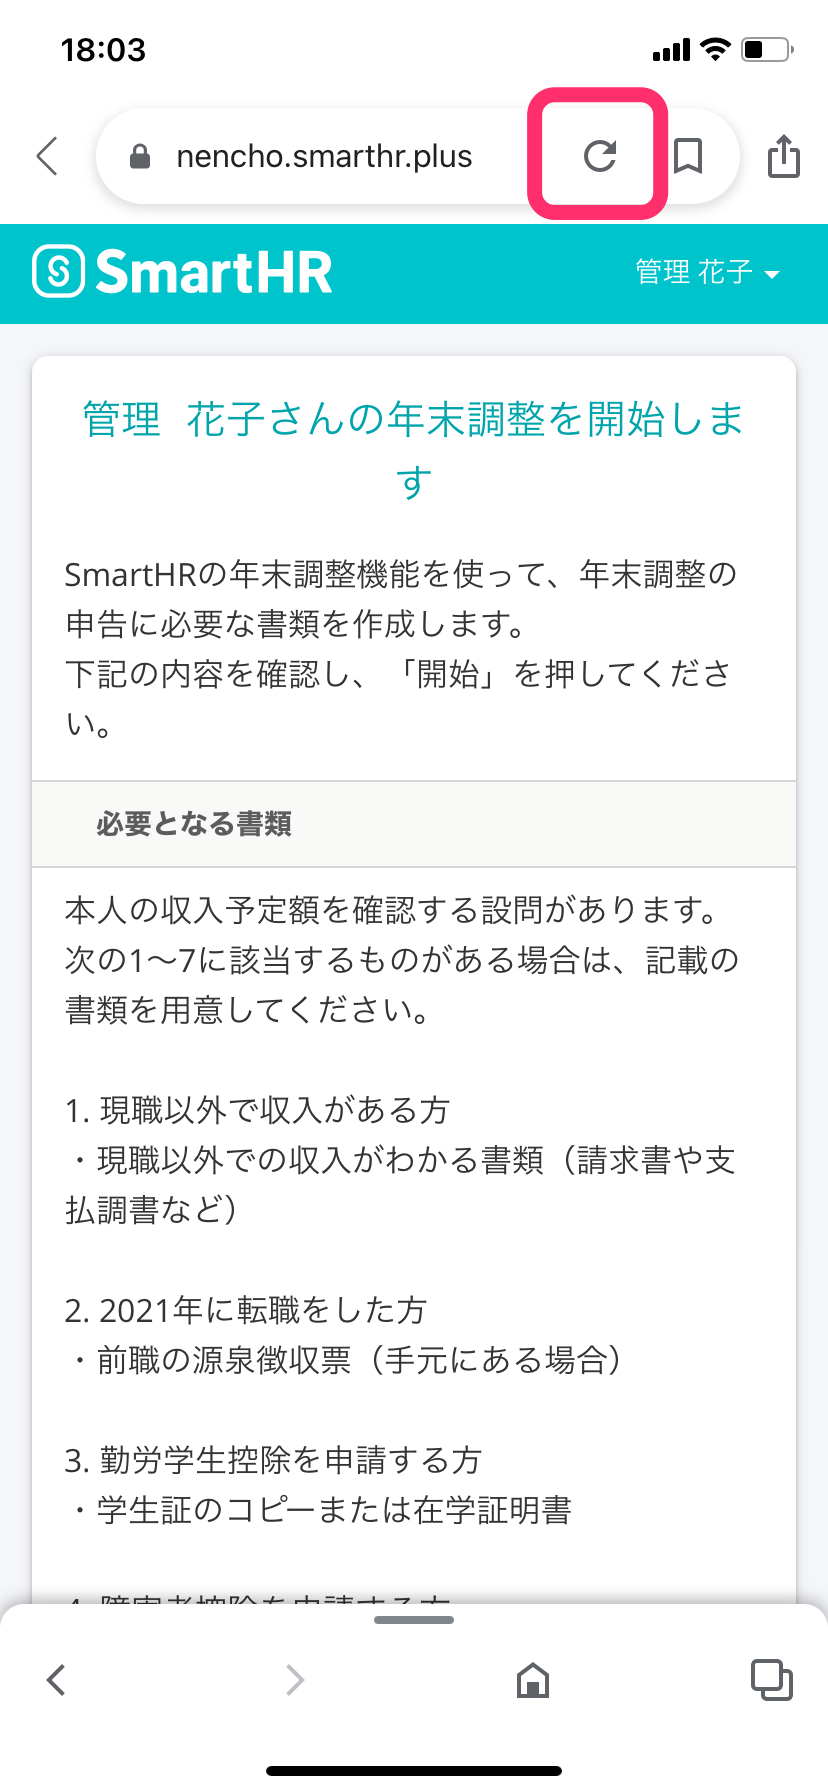 18:03
nencho.smarthr.plus
SmartHR
管理 花子
管理 花子さんの年末調整を開始しま
す
SmartHRの年末調整機能を使って、年末調整の
申告に必要な書類を作成します。
下記の内容を確認し、「開始」を押してくださ
い。
必要となる書類
本人の収入予定額を確認する設問があります。
次の1〜7に該当するものがある場合は、記載の
書類を用意してください。
1. 現職以外で収入がある方
・現職以外での収入がわかる書類（請求書や支
払調書など）
2. 2021年に転職をした方
・前職の源泉徴収票（手元にある場合）
3. 勤労学生控除を申請する方
・学生証のコピーまたは在学証明書
4. 障害者控除を申請する方